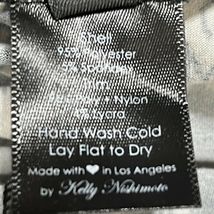 Shell
95% Polyester
5% Spandex
Trim
Nylon
Lycra
Hand Wash Cold
Lay Flat to Dry
Made with ♥ in Los Angeles
by Kelly Nishimoto